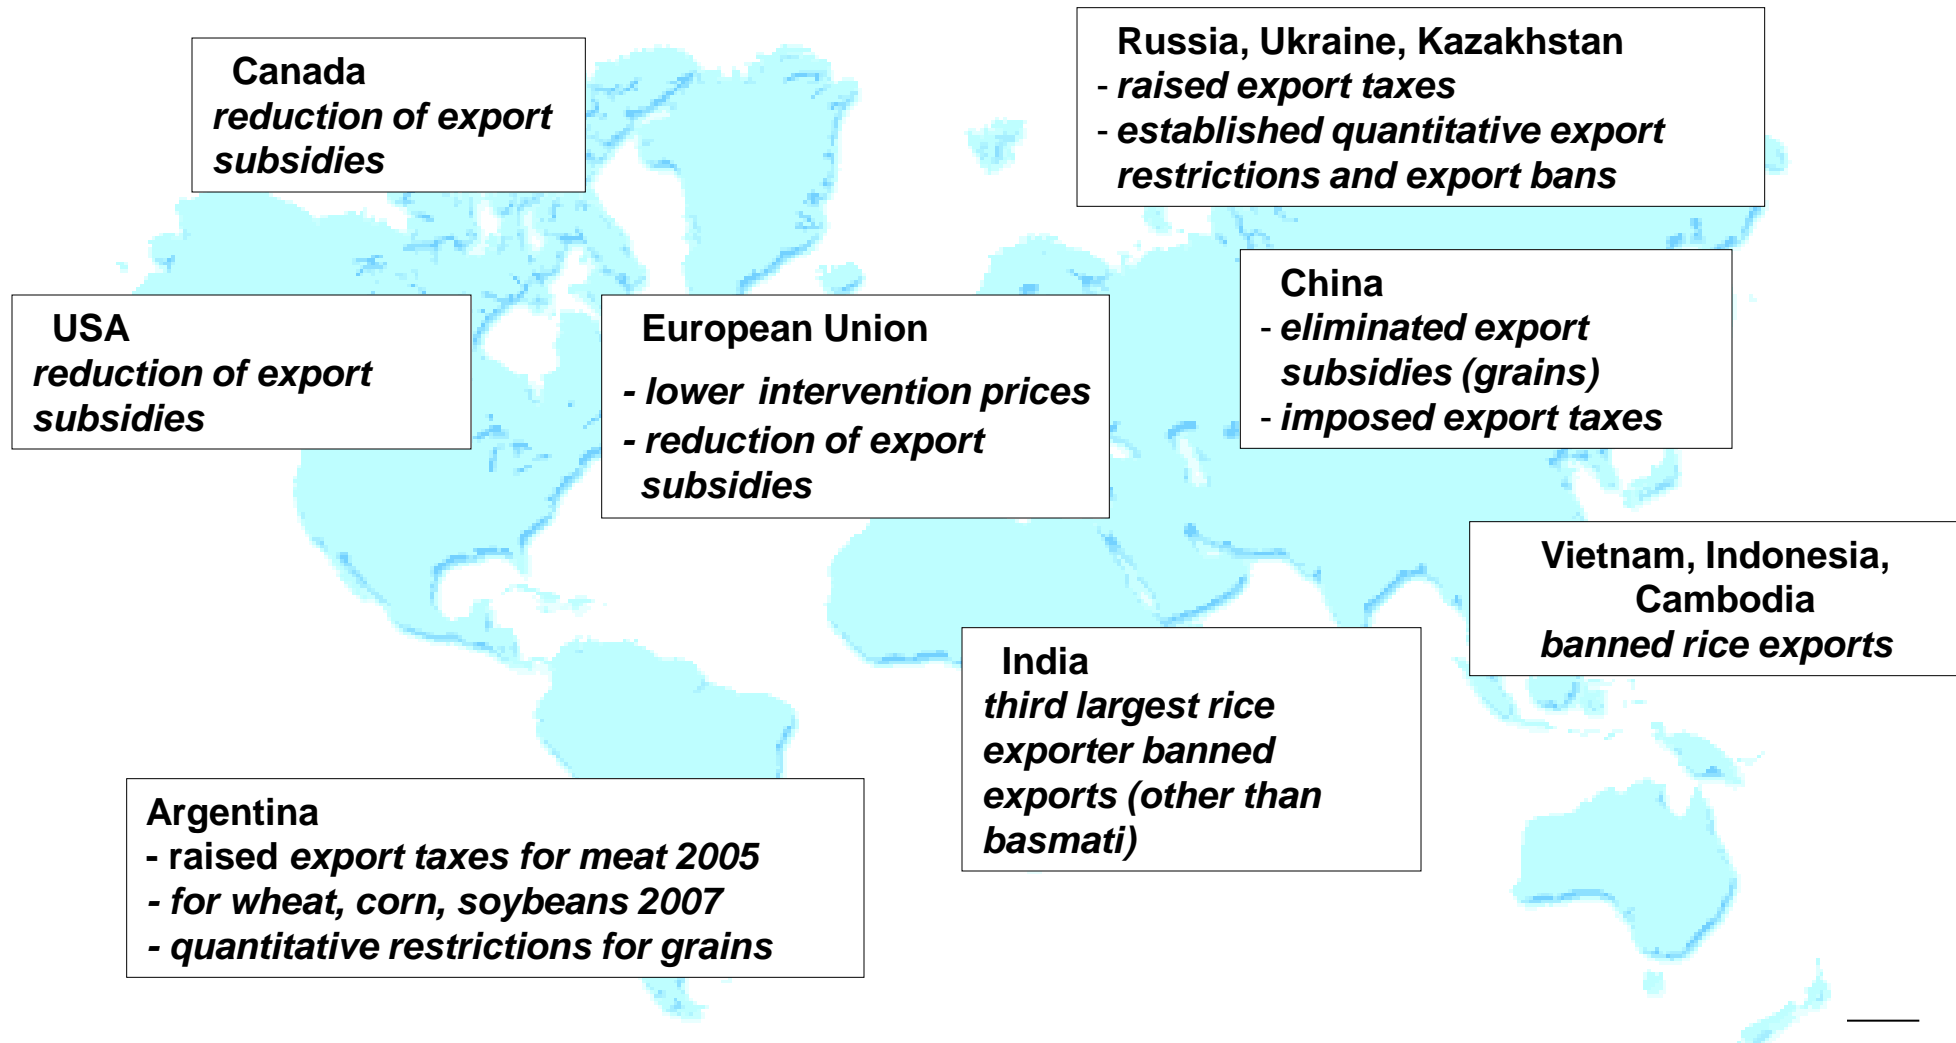 Canada
reduction of export
subsidies
Russia, Ukraine, Kazakhstan
- raised export taxes
- established quantitative export
restrictions and export bans
USA
reduction of export
subsidies
European Union
- lower intervention prices
- reduction of export
subsidies
China
- eliminated export
subsidies (grains)
- imposed export taxes
Vietnam, Indonesia,
Cambodia
banned rice exports
India
third largest rice
exporter banned
exports (other than
basmati)
Argentina
- raised export taxes for meat 2005
- for wheat, corn, soybeans 2007
- quantitative restrictions for grains